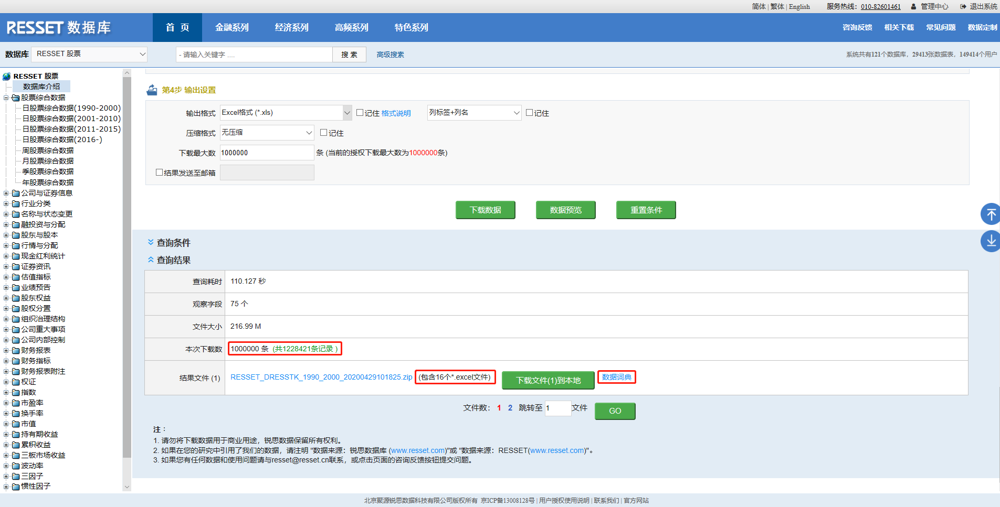 简体 | 繁体 | English 服务热线：010-82601461 管理中心 退出系统
RESSET 数据库 首 页 金融系列 经济系列 高频系列 特色系列 咨询反馈 相关下载 常见问题 数据定制
数据库 RESSET 股票 - 请输入关键字 .... 搜 索 高级搜索 系统共有121个数据库，29413张数据表，149414个用户
RESSET 股票
数据库介绍
股票综合数据
日股票综合数据(1990-2000)
日股票综合数据(2001-2010)
日股票综合数据(2011-2015)
日股票综合数据(2016-)
周股票综合数据
月股票综合数据
季股票综合数据
年股票综合数据
公司与证券信息
行业分类
名称与状态变更
融投资与分配
股东与股本
行情与分配
现金红利统计
证券资讯
估值指标
业绩预告
股东权益
股权分置
组织治理结构
公司重大事项
公司内部控制
财务报表
财务指标
财务报表附注
权证
指数
市盈率
换手率
市值
持有期收益
累积收益
三板市场收益
波动率
三因子
惯性因子
第4步 输出设置
输出格式 Excel格式 (*.xls) 记住 格式说明 列标签+列名 记住
压缩格式 无压缩 记住
下载最大数 1000000 条 (当前的授权下载最大数为1000000条)
结果发送至邮箱
下载数据 数据预览 重置条件
查询条件
查询结果
查询耗时 110.127 秒
观察字段 75 个
文件大小 216.99 M
本次下载数 1000000 条 (共1228421条记录 )
结果文件 (1) RESSET_DRESSTK_1990_2000_20200429101825.zip (包含16个*.excel文件) 下载文件(1)到本地 数据词典
文件数： 1 2 跳转至 1 文件 GO
注：
1. 请勿将下载数据用于商业用途，锐思数据保留所有权利。
2. 如果在您的研究中引用了我们的数据，请注明 "数据来源：锐思数据库 (www.resset.com)"或 "数据来源：RESSET(www.resset.com)"。
3. 如果您有任何数据和使用问题请与resset@resset.cn联系，或点击页面的咨询反馈按钮提交问题。
北京聚源锐思数据科技有限公司版权所有 京ICP备13008128号 | 用户授权使用说明 | 联系我们 | 官方网站